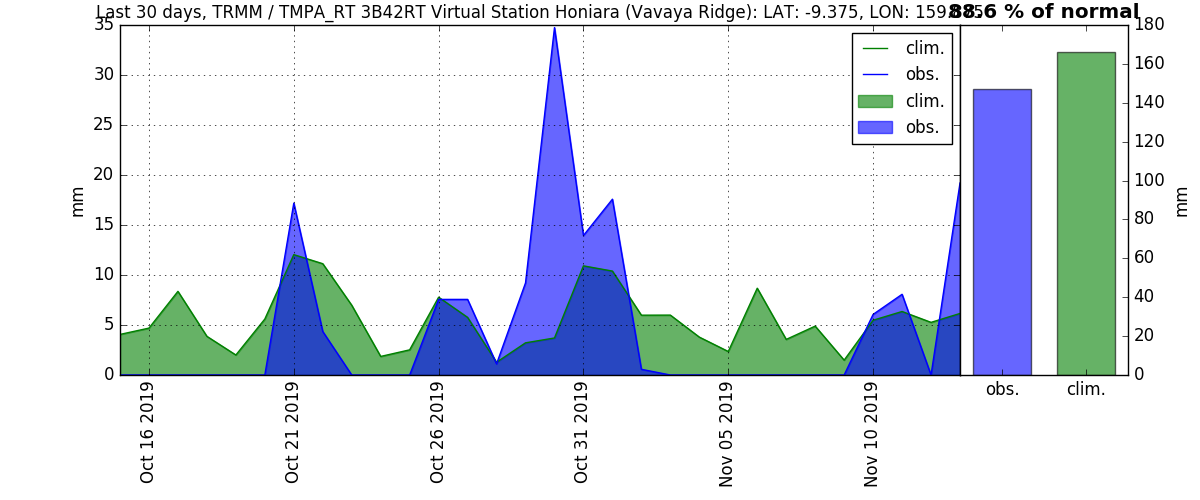 Last 30 days, TRMM / TMPA_RT 3B42RT Virtual Station Honiara (Vavaya Ridge): LAT: -9.375, LON:
88.6 % of normal
35
30
25
20
15
10
5
0
mm
clim.
obs.
clim.
obs.
180
160
140
120
100
80
60
40
20
0
mm
Oct 16 2019
Oct 21 2019
Oct 26 2019
Oct 31 2019
Nov 05 2019
Nov 10 2019
obs.
clim.